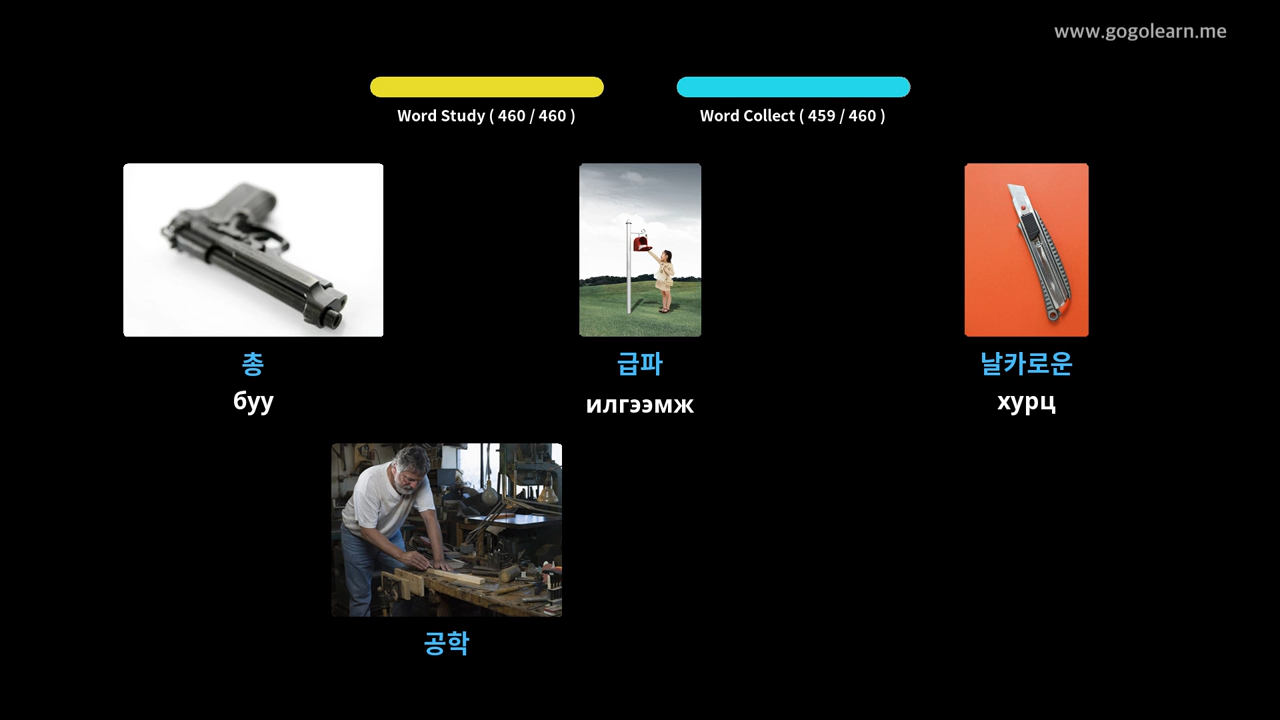 www.gogolearn.me
Word Study ( 460 / 460 )
Word Collect ( 459 / 460 )
총
급파
날카로운
буу
илгээмж
хурц
공학